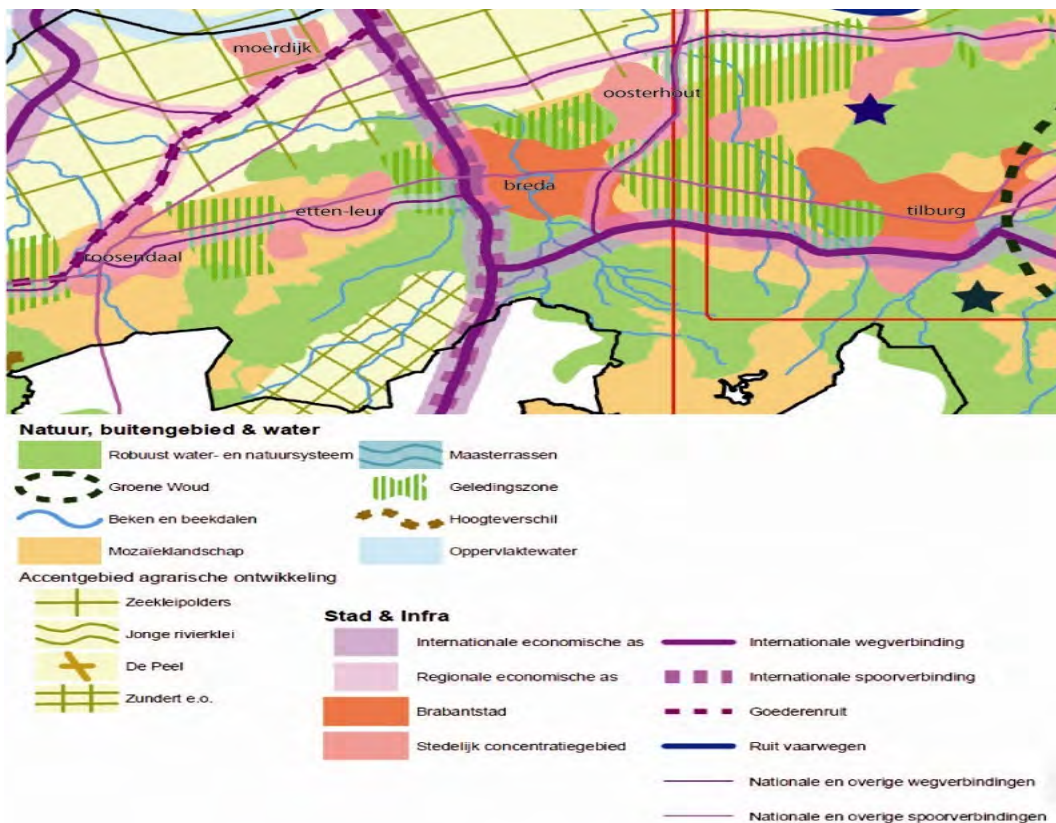 moerdijk
oosterhout
breda
etten-leur
tilburg
roosendaal
Natuur, buitengebied & water
Robuust water- en natuursysteem
Groene Woud
Beken en beekdalen
Mozaïeklandschap
Maasterrassen
Geledingszone
Hoogteverschil
Oppervlaktewater
Accentgebied agrarische ontwikkeling
Zeekleipolders
Jonge rivierklei
De Peel
Zundert e.o.
Stad & Infra
Internationale economische as
Regionale economische as
Brabantstad
Stedelijk concentratiegebied
Internationale wegverbinding
Internationale spoorverbinding
Goederenruit
Ruit vaarwegen
Nationale en overige wegverbindingen
Nationale en overige spoorverbindingen